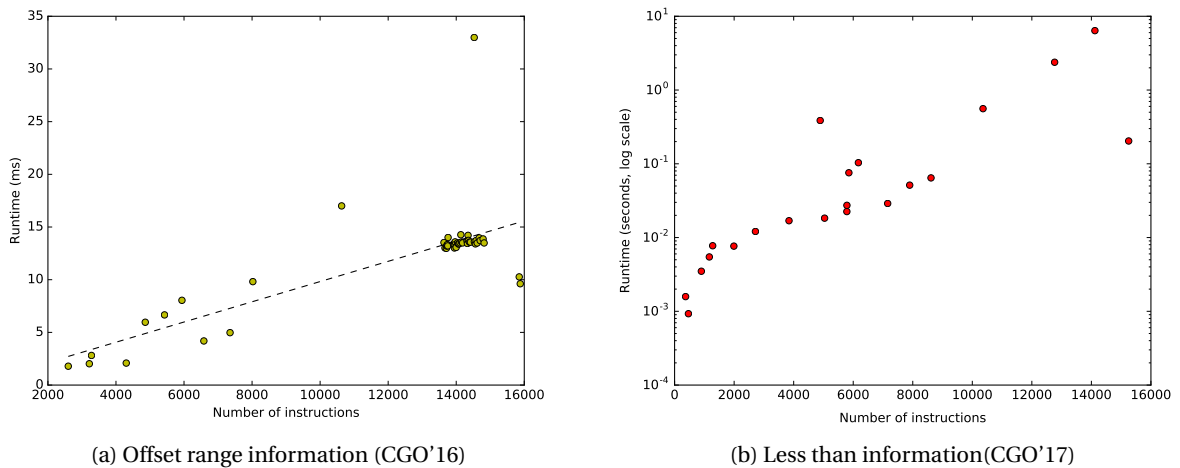 35
30
25
20
15
10
5
0
Runtime (ms)
2000 4000 6000 8000 10000 12000 14000 16000
Number of instructions
(a) Offset range information (CGO'16)
10^1
10^0
10^-1
10^-2
10^-3
10^-4
Runtime (seconds, log scale)
0 2000 4000 6000 8000 10000 12000 14000 16000
Number of instructions
(b) Less than information(CGO'17)